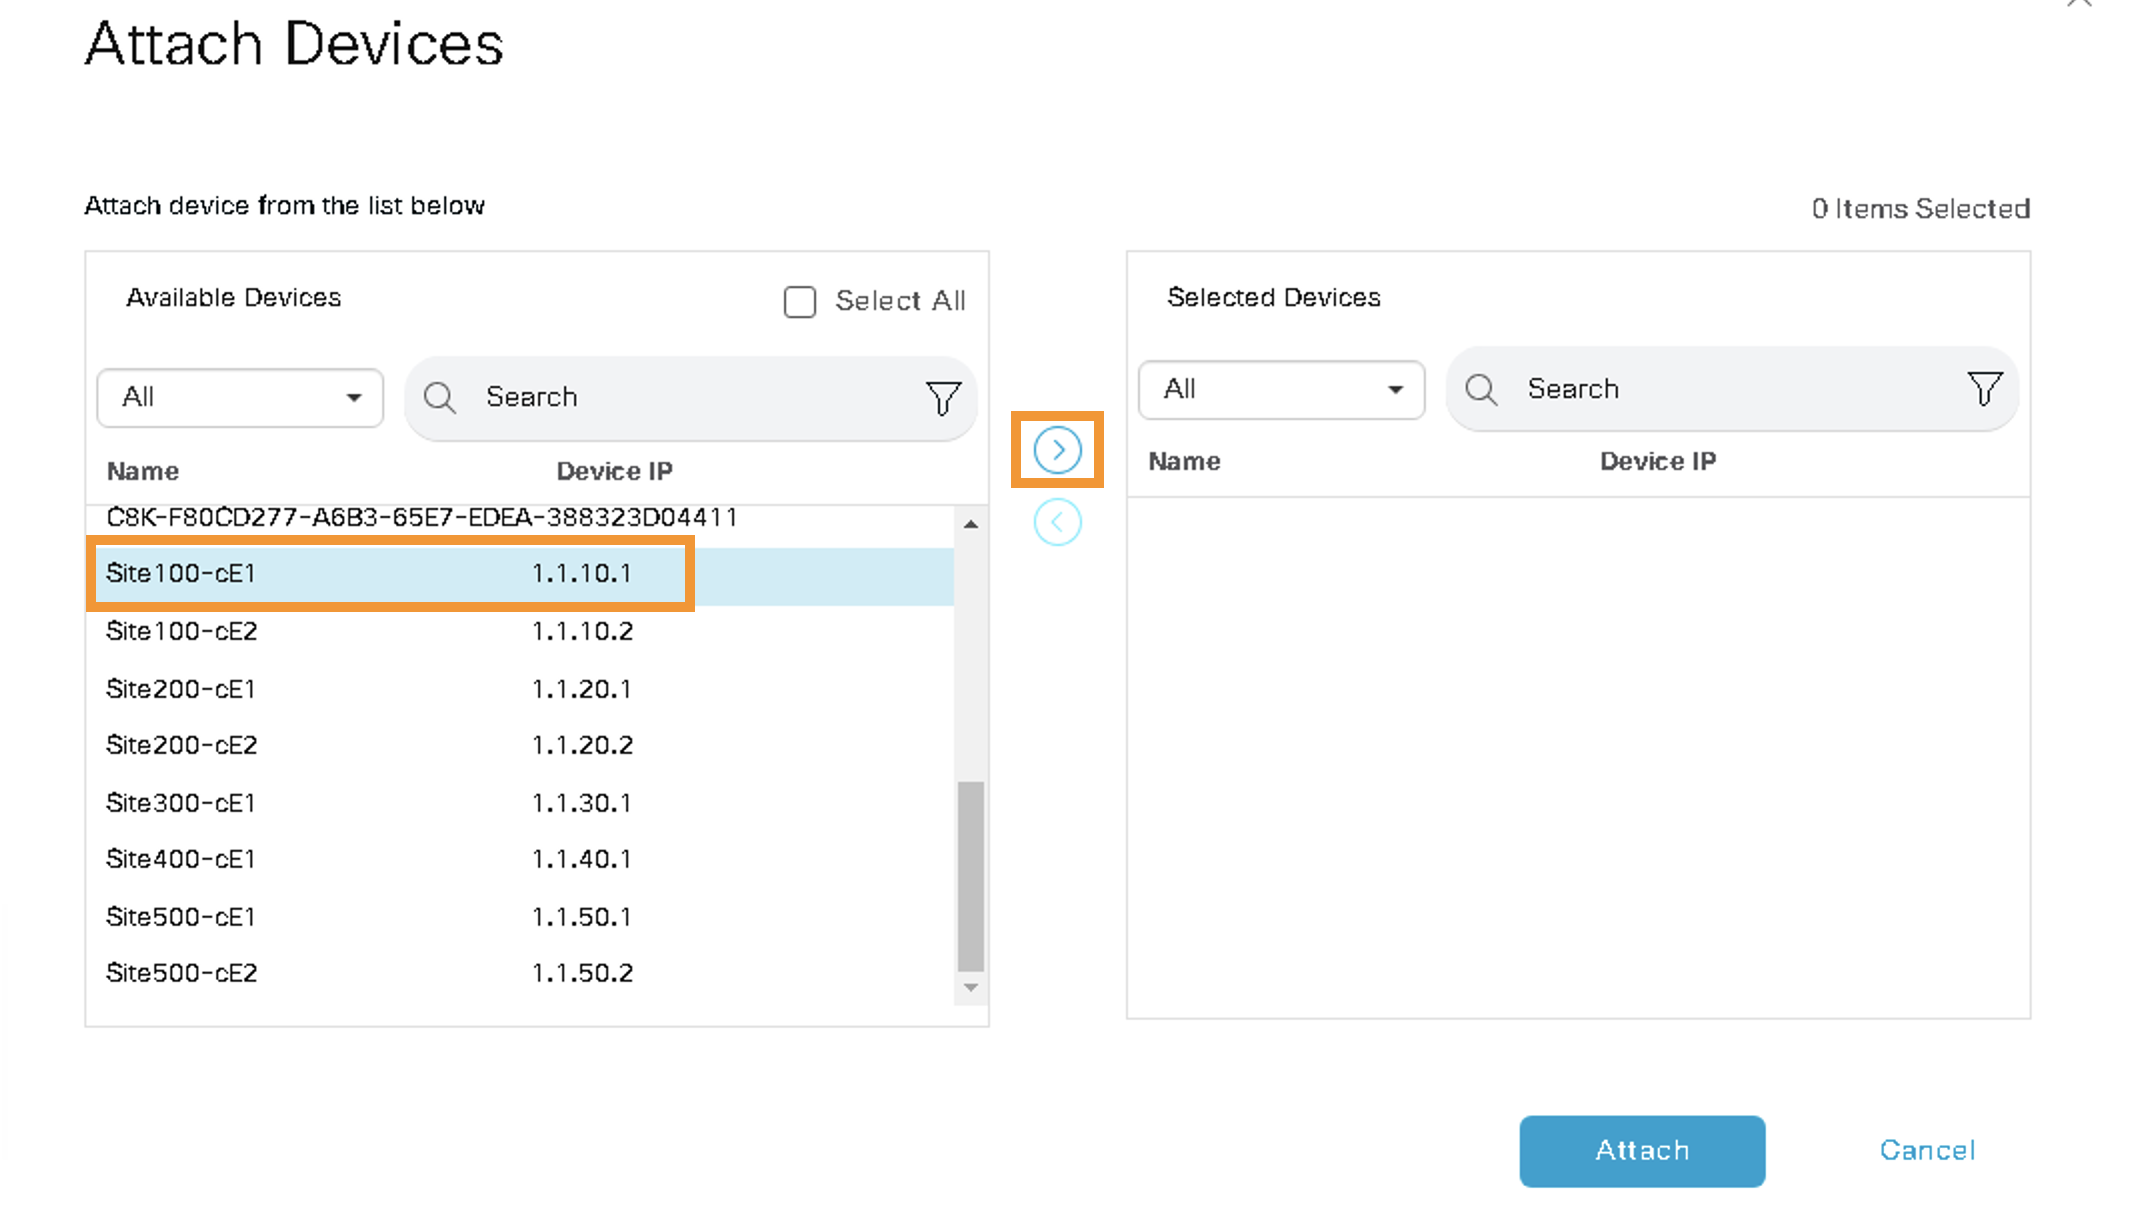 Attach Devices
Attach device from the list below
0 Items Selected
Available Devices
Select All
All
Search
Name Device IP
C8K-F80CD277-A6B3-65E7-EDEA-388323D04411
Site100-cE1 1.1.10.1
Site100-cE2 1.1.10.2
Site200-cE1 1.1.20.1
Site200-cE2 1.1.20.2
Site300-cE1 1.1.30.1
Site400-cE1 1.1.40.1
Site500-cE1 1.1.50.1
Site500-cE2 1.1.50.2
Selected Devices
All
Search
Name Device IP
Attach
Cancel